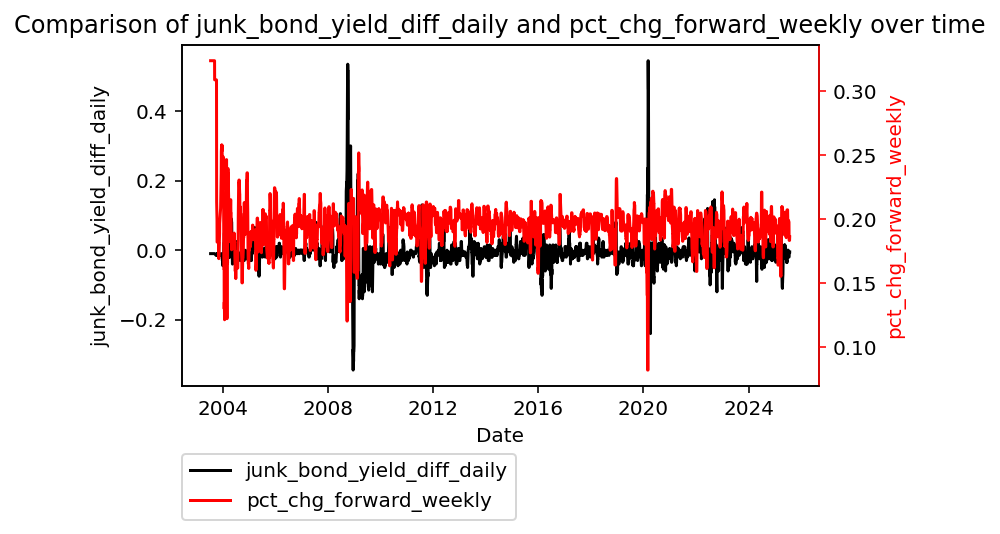 Comparison of junk_bond_yield_diff_daily and pct_chg_forward_weekly over time
junk_bond_yield_diff_daily
0.4
0.2
0.0
−0.2
0.30
0.25
0.20
0.15
0.10
pct_chg_forward_weekly
2004 2008 2012 2016 2020 2024
Date
junk_bond_yield_diff_daily
pct_chg_forward_weekly